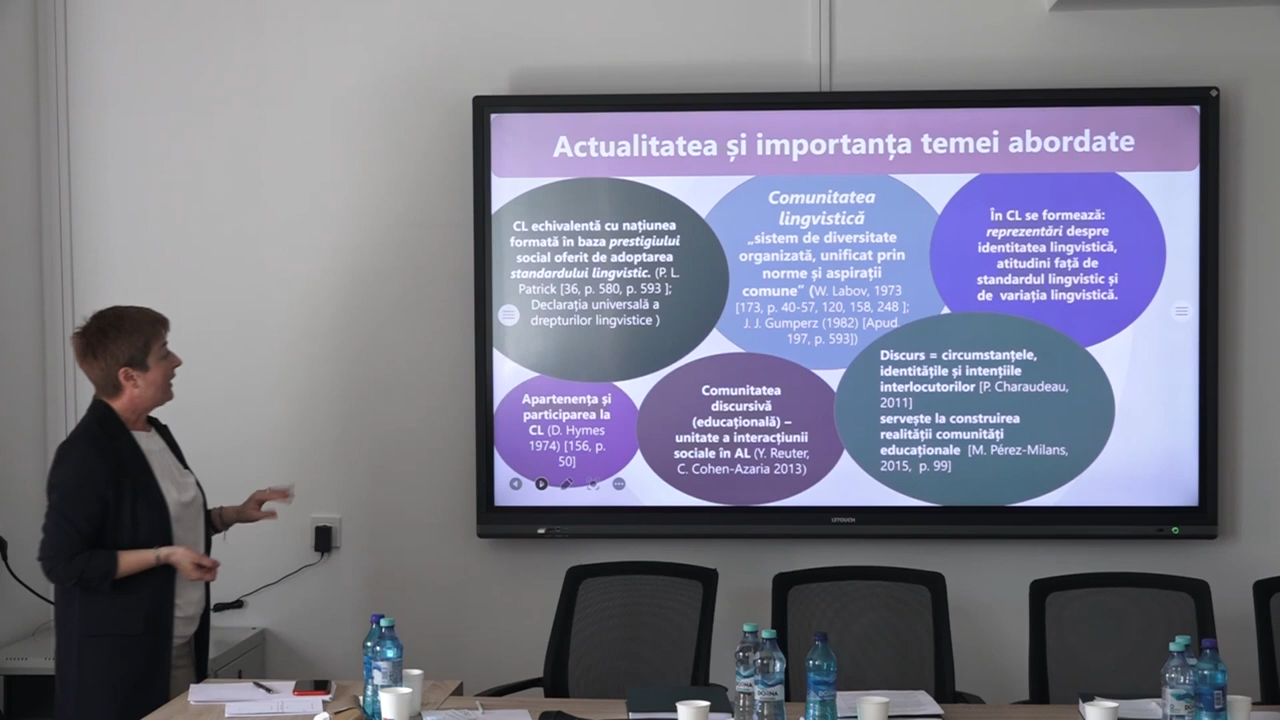 Actualitatea și importanța temei abordate
CL echivalentă cu națiunea
formată în baza prestigiului
social oferit de adoptarea
standardului lingvistic. (P. L.
Patrick [36, p. 580, p. 593 ];
Declarația universală a
drepturilor lingvistice )
Comunitatea
lingvistică
„sistem de diversitate
organizată, unificat prin
norme și aspirații
comune” (W. Labov, 1973
[173, p. 40-57, 120, 158, 248 ];
J. J. Gumperz (1982) [Apud.
197, p. 593])
În CL se formează:
reprezentări despre
identitatea lingvistică,
atitudini față de
standardul lingvistic și
de variația lingvistică.
Apartenența și
participarea la
CL (D. Hymes
1974) [156, p.
50]
Comunitatea
discursivă
(educațională) –
unitate a interacțiunii
sociale în AL (Y. Reuter,
C. Cohen-Azaria 2013)
Discurs = circumstanțele,
identitățile și intențiile
interlocutorilor [P. Charaudeau,
2011]
servește la construirea
realității comunități
educaționale [M. Pérez-Milans,
2015, p. 99]
LETOUCH
DORNA